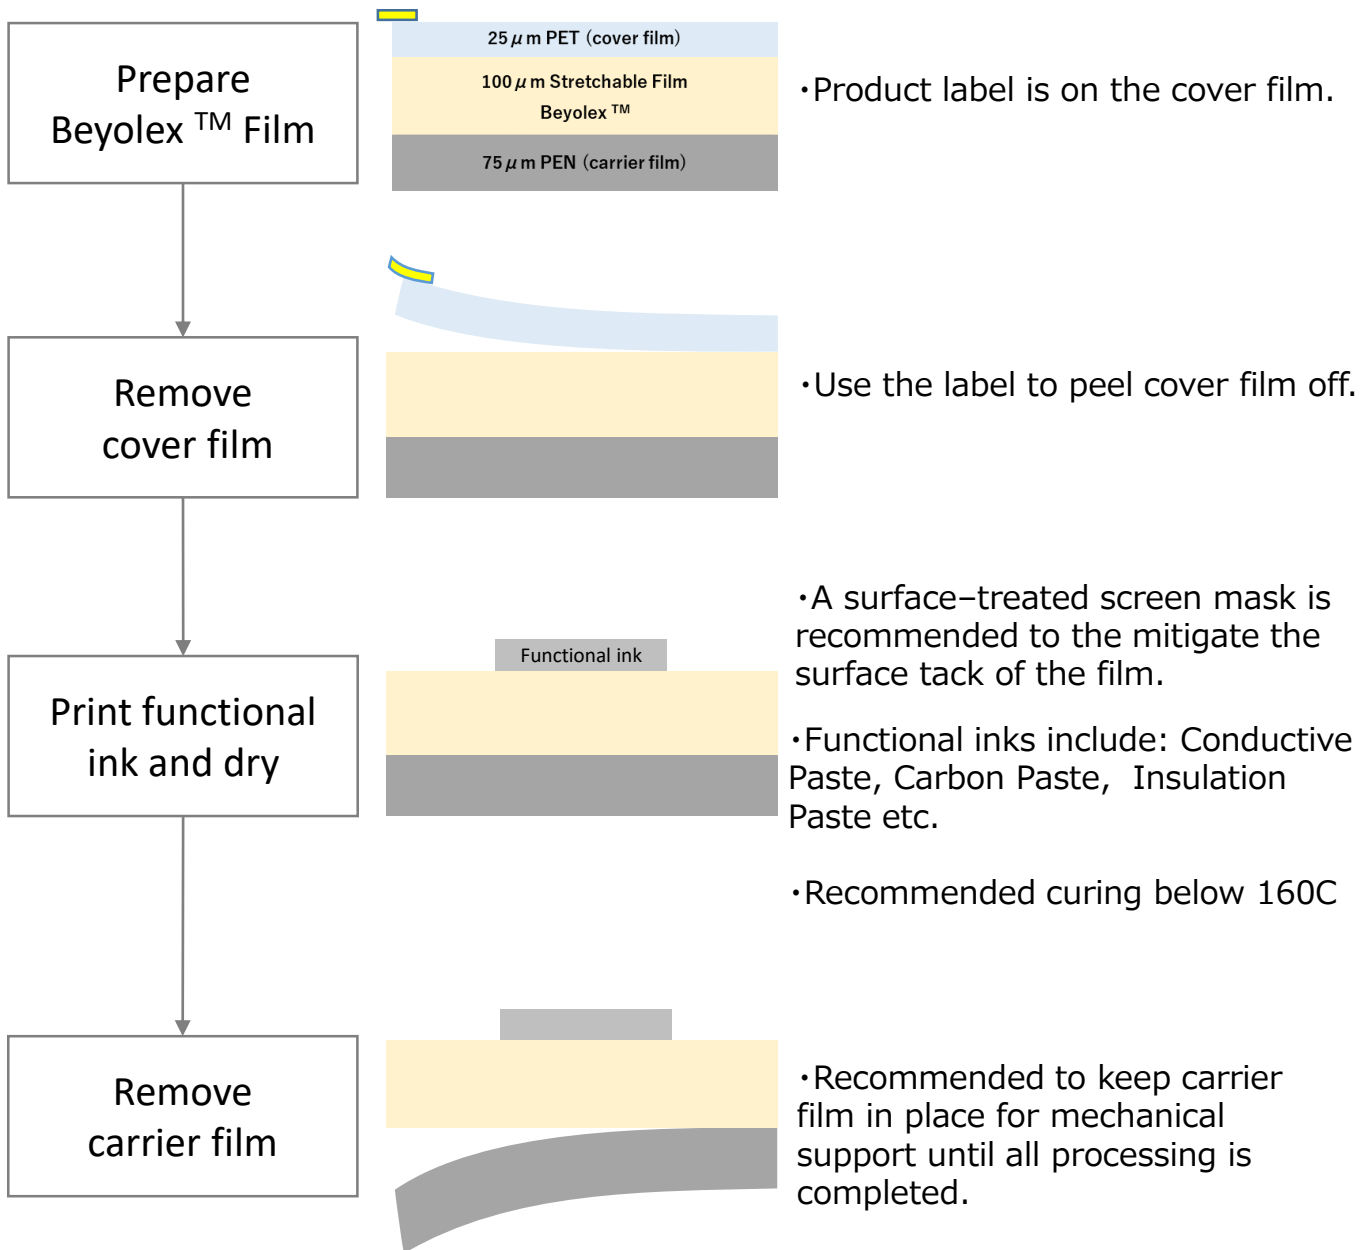 Prepare
Beyolex ™ Film
25μm PET (cover film)
100μm Stretchable Film
Beyolex ™
75μm PEN (carrier film)
・Product label is on the cover film.
Remove
cover film
・Use the label to peel cover film off.
Print functional
ink and dry
Functional ink
・A surface–treated screen mask is
recommended to the mitigate the
surface tack of the film.
・Functional inks include: Conductive
Paste, Carbon Paste, Insulation
Paste etc.
・Recommended curing below 160C
Remove
carrier film
・Recommended to keep carrier
film in place for mechanical
support until all processing is
completed.